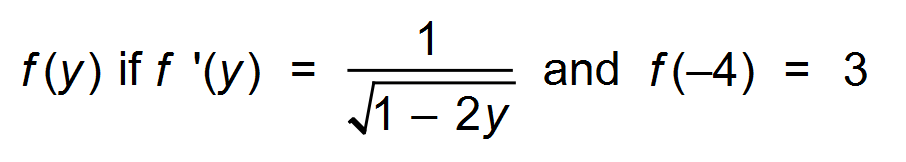 f(y) if f '(y) = 1/√(1 – 2y) and f(–4) = 3